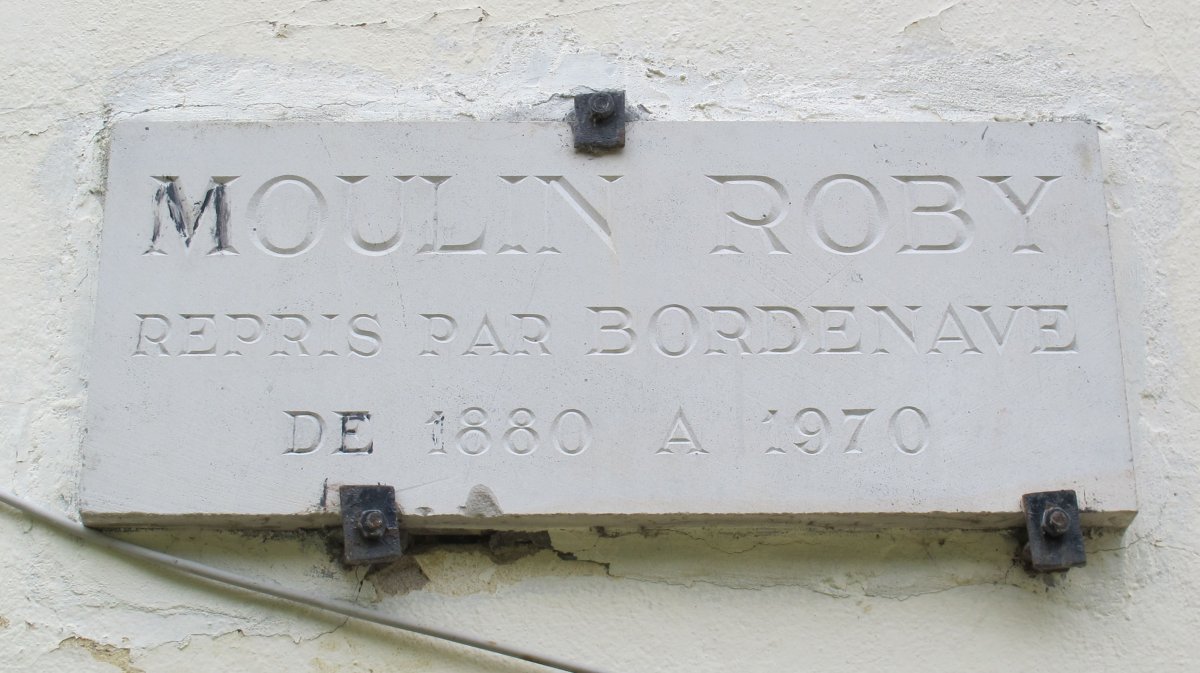 MOULIN ROBY
REPRIS PAR BORDENAVE
DE 1880 A 1970